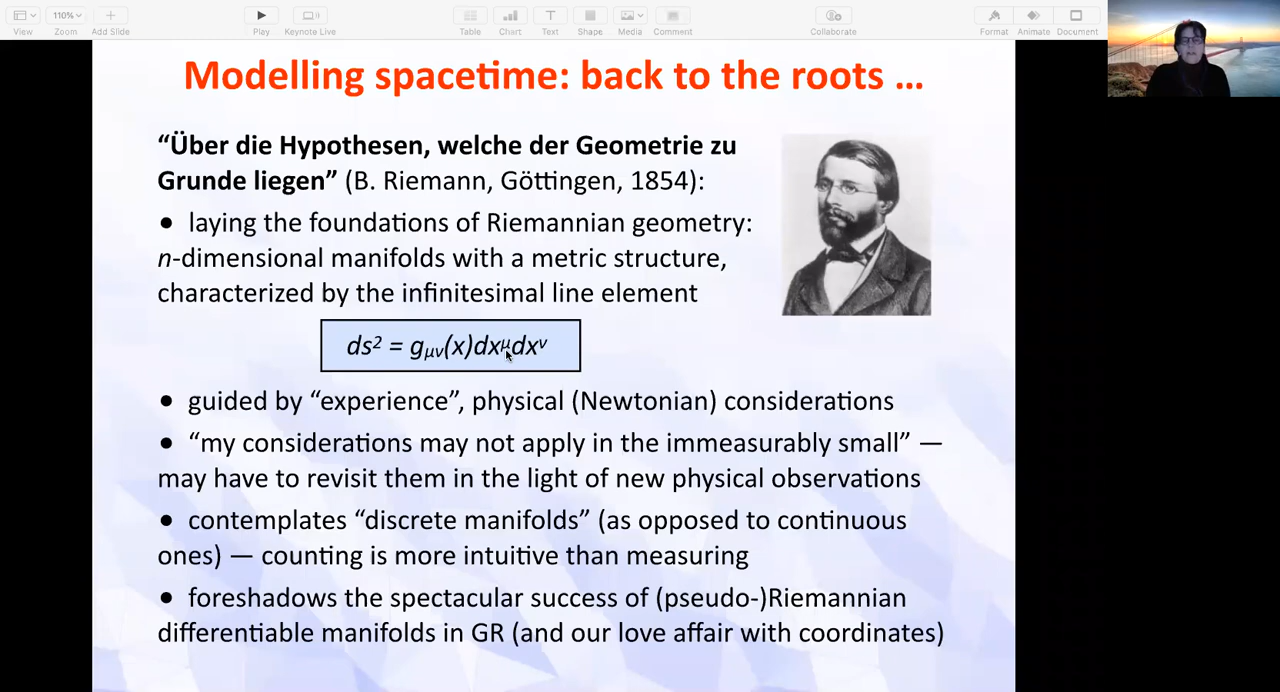 110%
View
Zoom
Add Slide
Play
Keynote Live
Table
Chart
Text
Shape
Media
Comment
Collaborate
Format
Animate
Document
Modelling spacetime: back to the roots ...
“Über die Hypothesen, welche der Geometrie zu
Grunde liegen” (B. Riemann, Göttingen, 1854):
● laying the foundations of Riemannian geometry:
n-dimensional manifolds with a metric structure,
characterized by the infinitesimal line element
ds² = gμν(x)dxᵘdxᵛ
● guided by “experience”, physical (Newtonian) considerations
● “my considerations may not apply in the immeasurably small” —
may have to revisit them in the light of new physical observations
● contemplates “discrete manifolds” (as opposed to continuous
ones) — counting is more intuitive than measuring
● foreshadows the spectacular success of (pseudo-)Riemannian
differentiable manifolds in GR (and our love affair with coordinates)